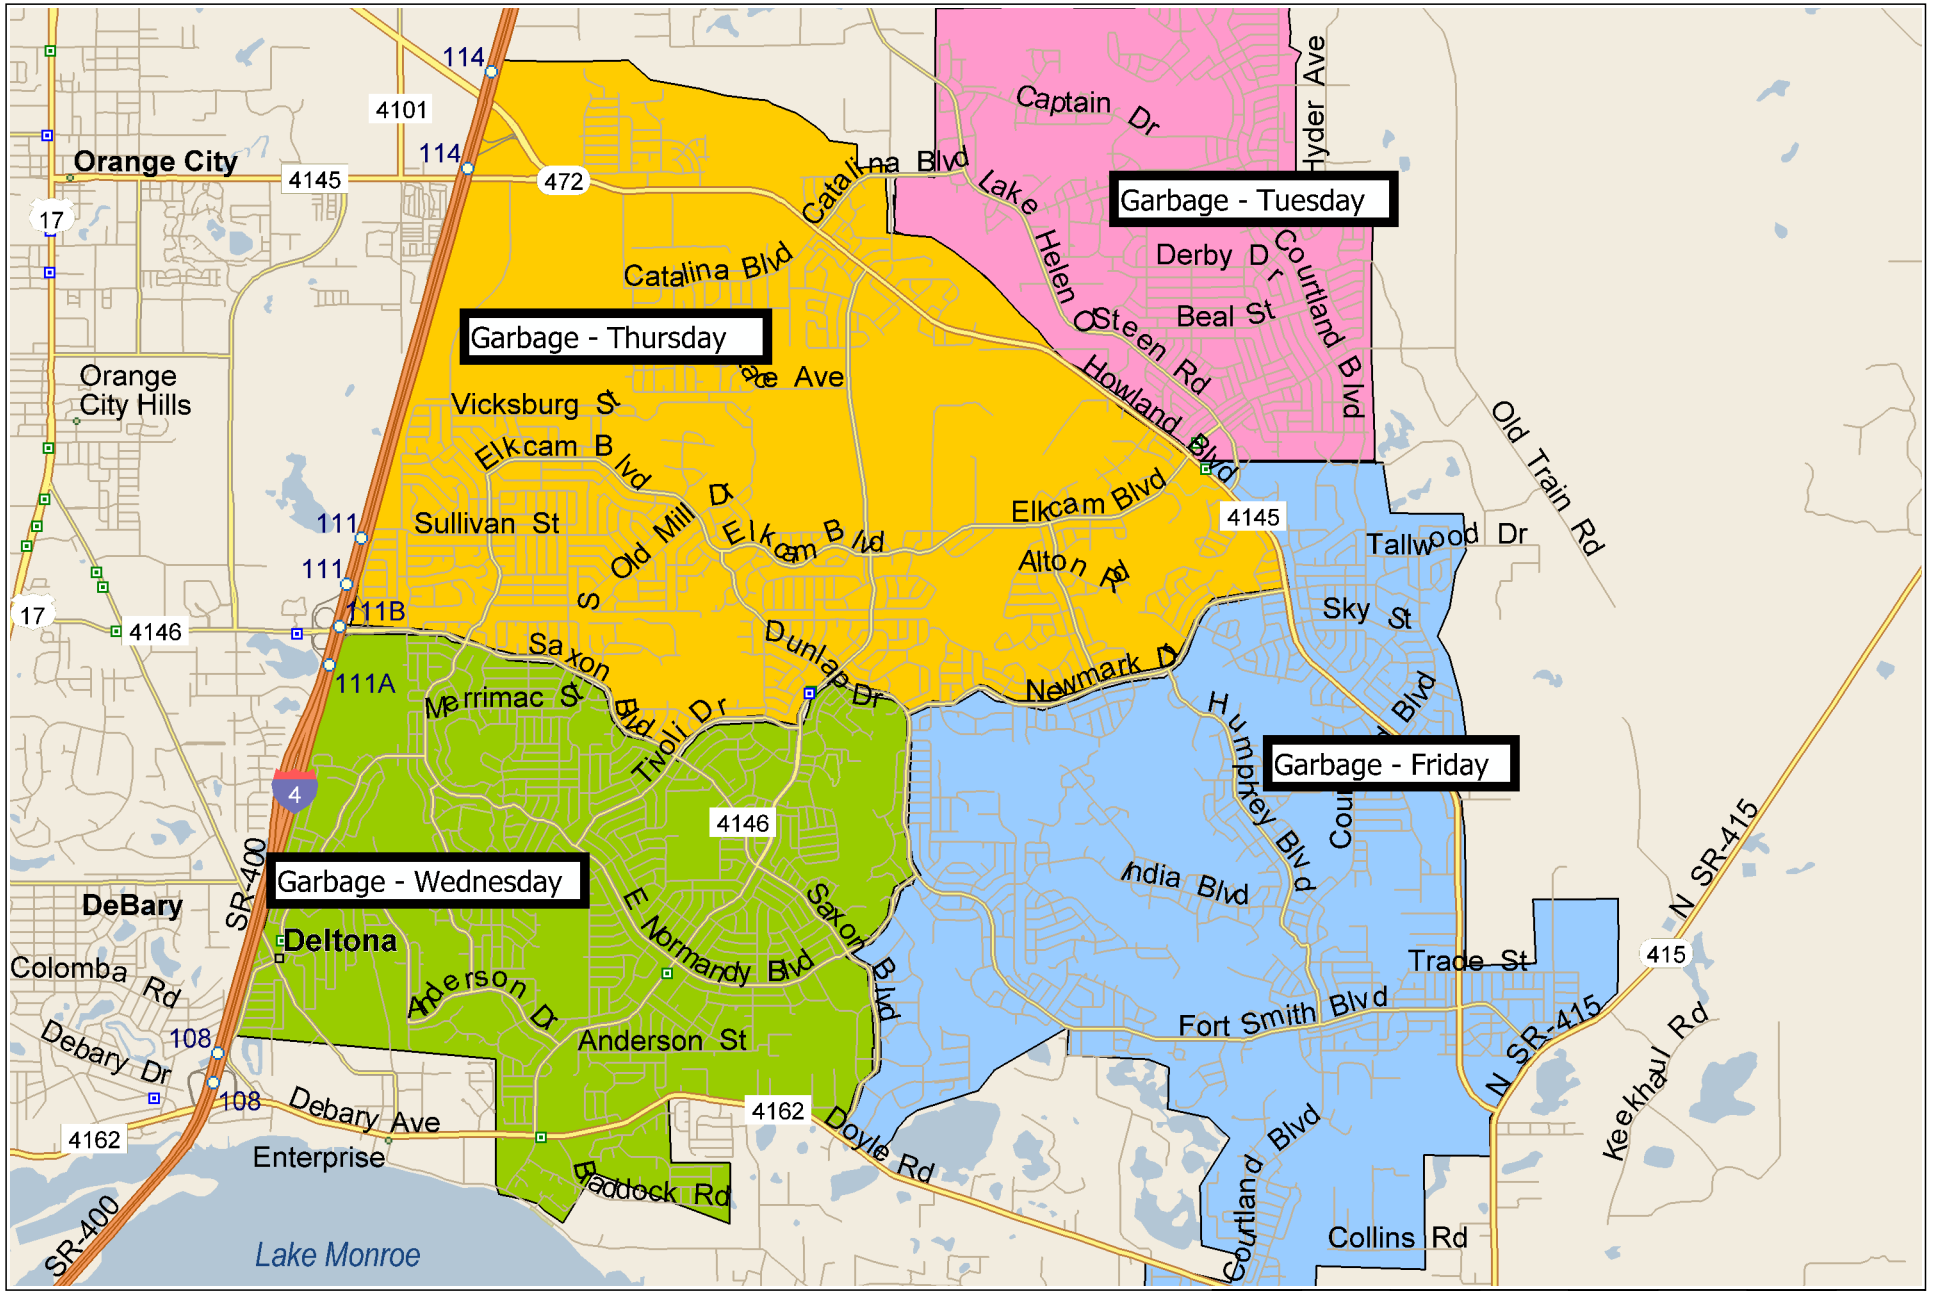 114
4101
114
Orange City
4145
472
17
Captain Dr
Hyder Ave
Catalina Blvd
Lake Helen Osteen Rd
Garbage - Tuesday
Derby Dr
Courtland Blvd
Beal St
Catalina Blvd
Garbage - Thursday
e Ave
Howland Blvd
Orange
City Hills
Vicksburg St
Elkcam Blvd
Old Train Rd
111
Sullivan St
Old Mill Dr
S
Elkcam Blvd
Elkcam Blvd
4145
Tallwood Dr
Alton Rd
111
111B
17
4146
Sky St
Saxon Blvd
Dunlap Dr
Newmark Dr
111A
Merrimac St
Tivoli Dr
Humphrey Blvd
Blvd
Garbage - Friday
Cou
4
4146
N SR-415
SR-400
Garbage - Wednesday
India Blvd
DeBary
E Normandy Blvd
Saxon Blvd
Deltona
Colomba Rd
Anderson Dr
Trade St
415
Fort Smith Blvd
N SR-415
Keekhaul Rd
108
Debary Dr
Anderson St
108
Debary Ave
4162
Doyle Rd
4162
Enterprise
Braddock Rd
Courtland Blvd
SR-400
Lake Monroe
Collins Rd